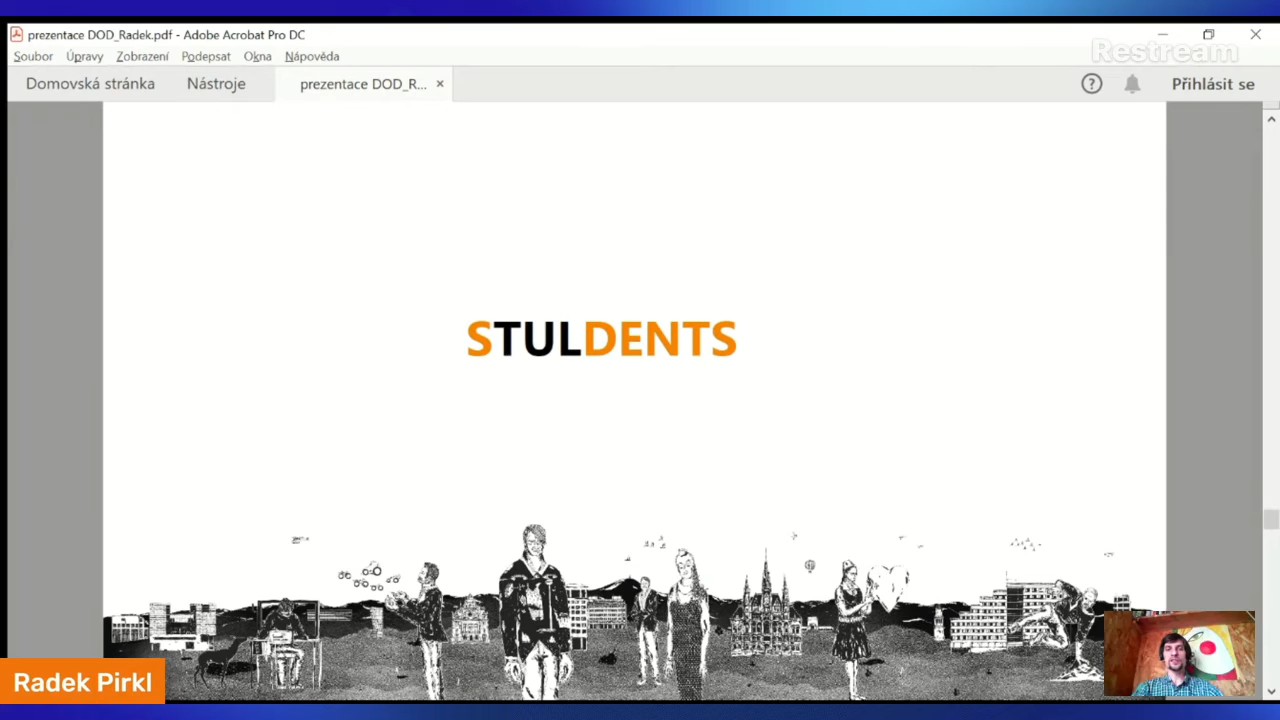 prezentace DOD_Radek.pdf - Adobe Acrobat Pro DC
Restream
Soubor Úpravy Zobrazení Podepsat Okna Nápověda
Domovská stránka Nástroje prezentace DOD_R... × ? Přihlásit se
STULDENTS
Radek Pirkl